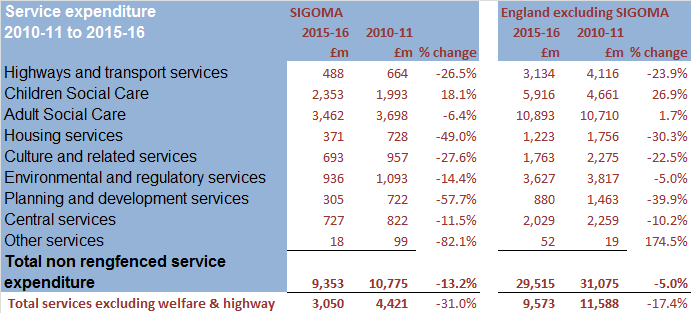 Service expenditure SIGOMA England excluding SIGOMA
2010-11 to 2015-16 2015-16 2010-11 2015-16 2010-11
£m £m % change £m £m % change
Highways and transport services 488 664 -26.5% 3,134 4,116 -23.9%
Children Social Care 2,353 1,993 18.1% 5,916 4,661 26.9%
Adult Social Care 3,462 3,698 -6.4% 10,893 10,710 1.7%
Housing services 371 728 -49.0% 1,223 1,756 -30.3%
Culture and related services 693 957 -27.6% 1,763 2,275 -22.5%
Environmental and regulatory services 936 1,093 -14.4% 3,627 3,817 -5.0%
Planning and development services 305 722 -57.7% 880 1,463 -39.9%
Central services 727 822 -11.5% 2,029 2,259 -10.2%
Other services 18 99 -82.1% 52 19 174.5%
Total non rengfenced service
expenditure 9,353 10,775 -13.2% 29,515 31,075 -5.0%
Total services excluding welfare & highway 3,050 4,421 -31.0% 9,573 11,588 -17.4%